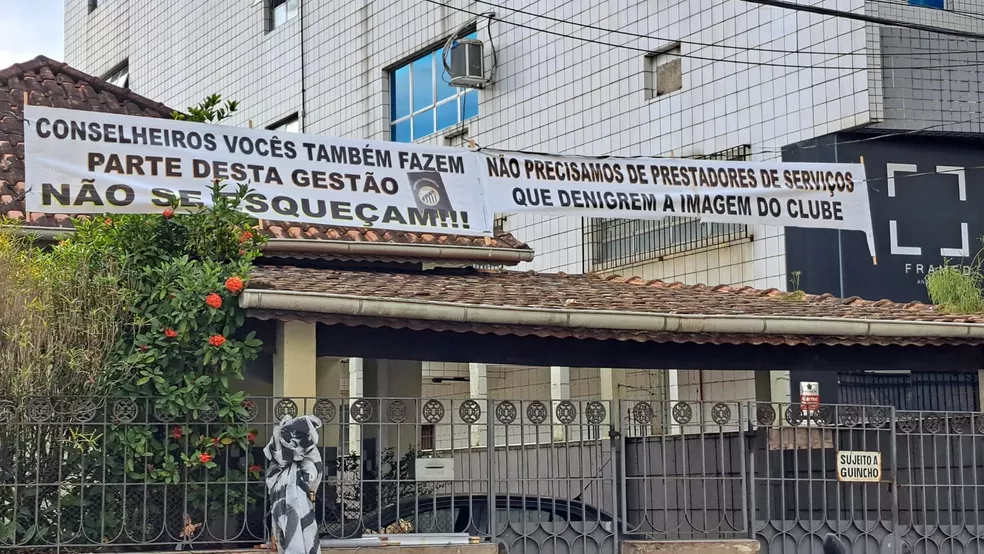 CONSELHEIROS VOCÊS TAMBÉM FAZEM
PARTE DESTA GESTÃO
NÃO SE ESQUEÇAM!!!
NÃO PRECISAMOS DE PRESTADORES DE SERVIÇOS
QUE DENIGREM A IMAGEM DO CLUBE
SUJEITO A
GUINCHO